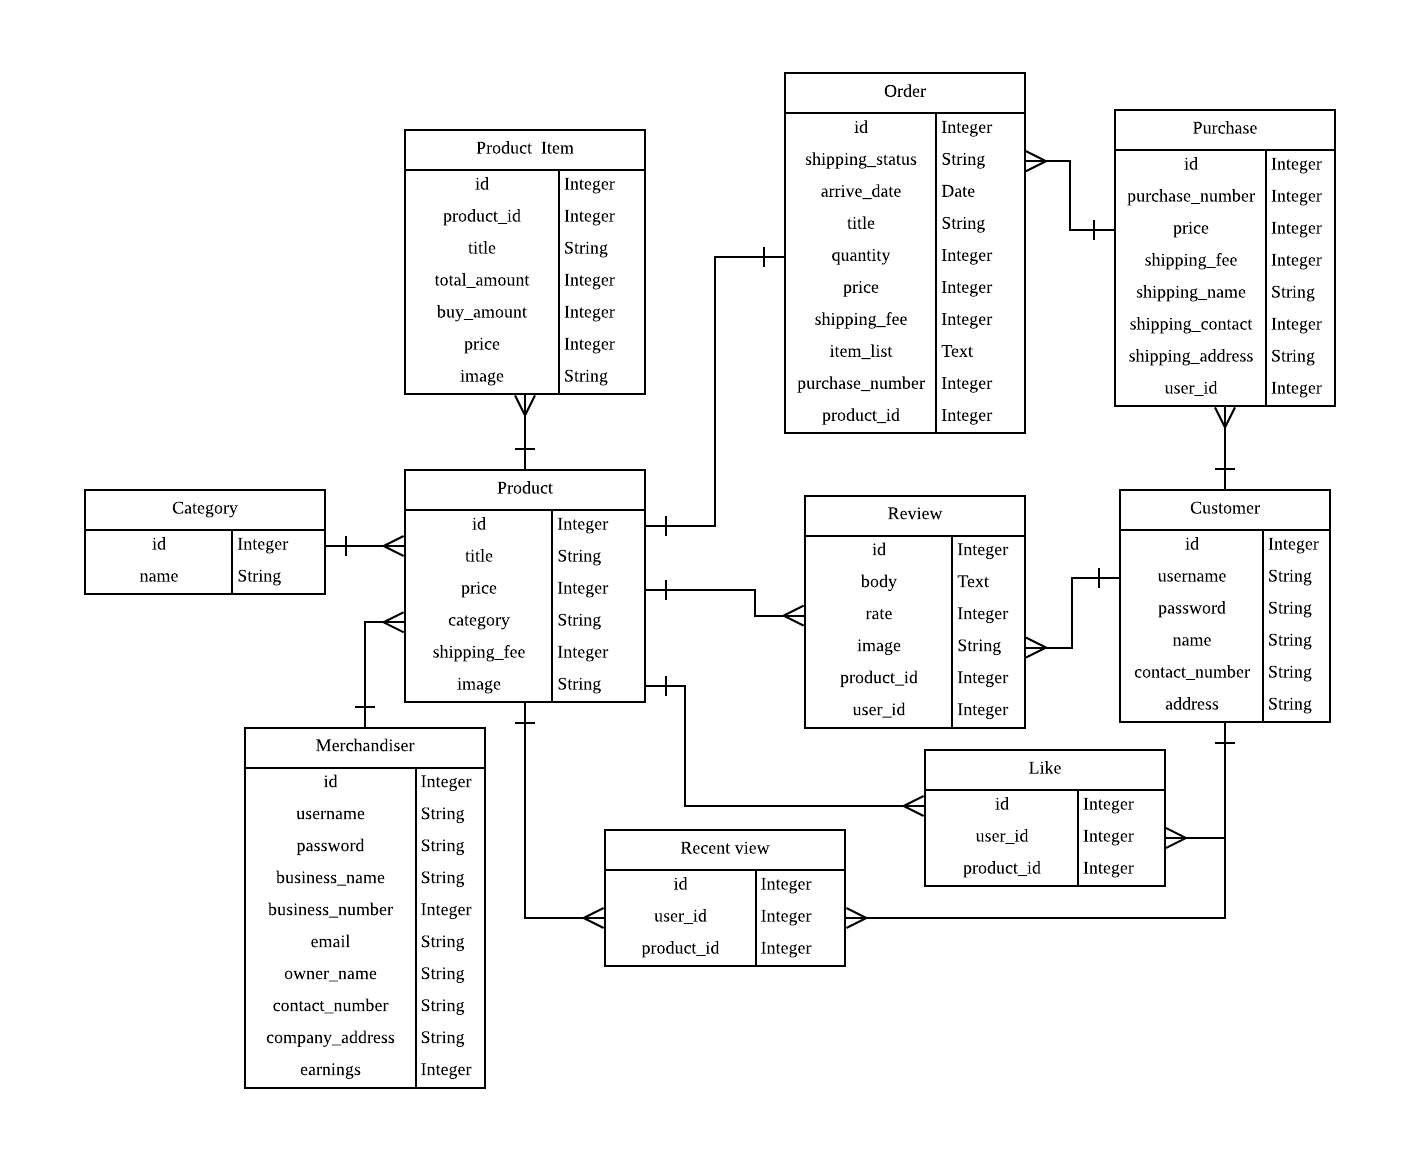 Order
id Integer
shipping_status String
arrive_date Date
title String
quantity Integer
price Integer
shipping_fee Integer
item_list Text
purchase_number Integer
product_id Integer
Purchase
id Integer
purchase_number Integer
price Integer
shipping_fee Integer
shipping_name String
shipping_contact Integer
shipping_address String
user_id Integer
Product Item
id Integer
product_id Integer
title String
total_amount Integer
buy_amount Integer
price Integer
image String
Category
id Integer
name String
Product
id Integer
title String
price Integer
category String
shipping_fee Integer
image String
Review
id Integer
body Text
rate Integer
image String
product_id Integer
user_id Integer
Customer
id Integer
username String
password String
name String
contact_number String
address String
Merchandiser
id Integer
username String
password String
business_name String
business_number Integer
email String
owner_name String
contact_number String
company_address String
earnings Integer
Like
id Integer
user_id Integer
product_id Integer
Recent view
id Integer
user_id Integer
product_id Integer